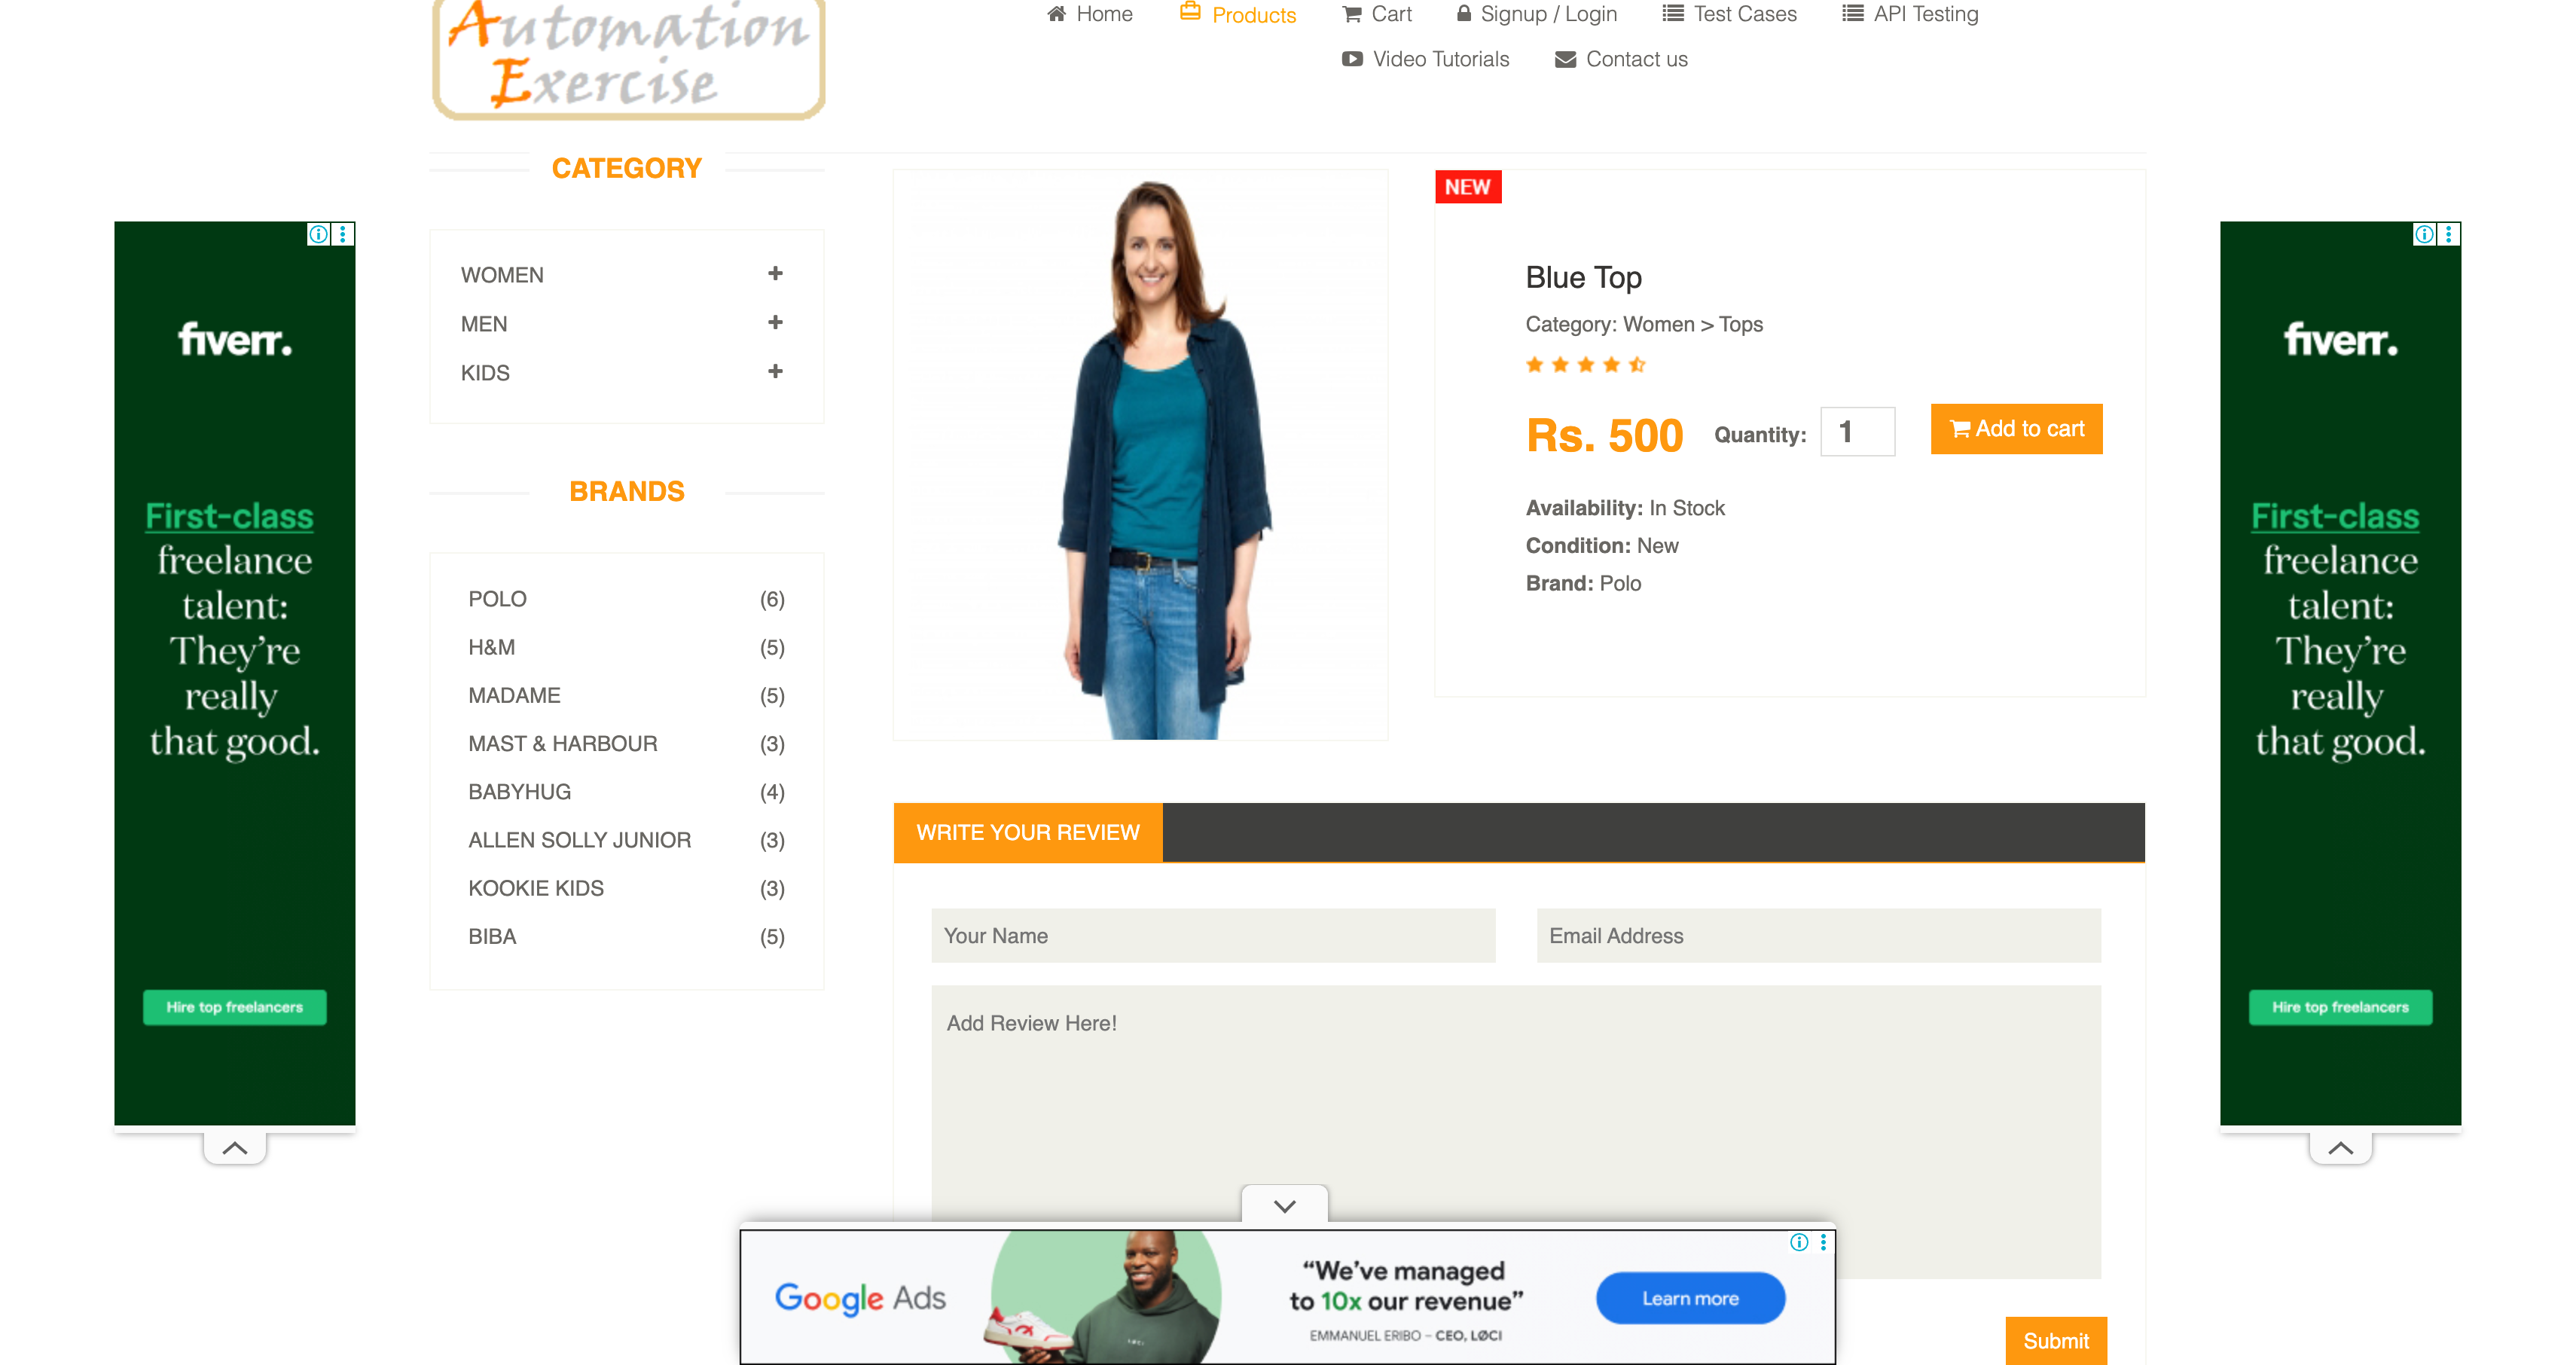 Automation
Exercise
Home
Products
Cart
Signup / Login
Test Cases
API Testing
Video Tutorials
Contact us
CATEGORY
WOMEN
MEN
KIDS
BRANDS
POLO (6)
H&M (5)
MADAME (5)
MAST & HARBOUR (3)
BABYHUG (4)
ALLEN SOLLY JUNIOR (3)
KOOKIE KIDS (3)
BIBA (5)
NEW
Blue Top
Category: Women > Tops
Rs. 500 Quantity: 1 Add to cart
Availability: In Stock
Condition: New
Brand: Polo
WRITE YOUR REVIEW
Your Name
Email Address
Add Review Here!
Submit
fiverr.
First-class
freelance
talent:
They’re
really
that good.
Hire top freelancers
fiverr.
First-class
freelance
talent:
They’re
really
that good.
Hire top freelancers
Google Ads
“We’ve managed
to 10x our revenue”
EMMANUEL ERIBO – CEO, LØCI
Learn more
LØCI